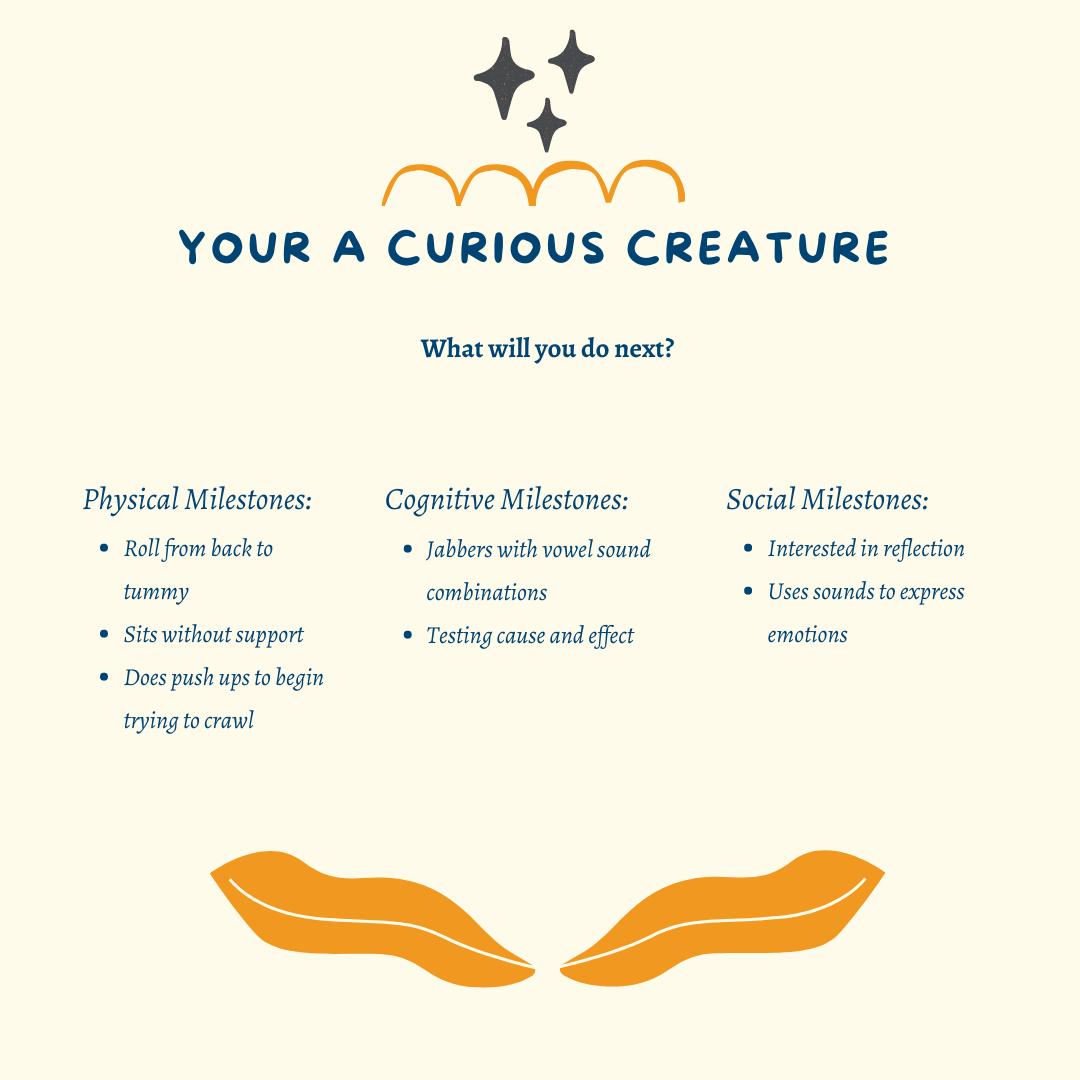 YOUR A CURIOUS CREATURE
What will you do next?
Physical Milestones:
• Roll from back to
tummy
• Sits without support
• Does push ups to begin
trying to crawl
Cognitive Milestones:
• Jabbers with vowel sound
combinations
• Testing cause and effect
Social Milestones:
• Interested in reflection
• Uses sounds to express
emotions